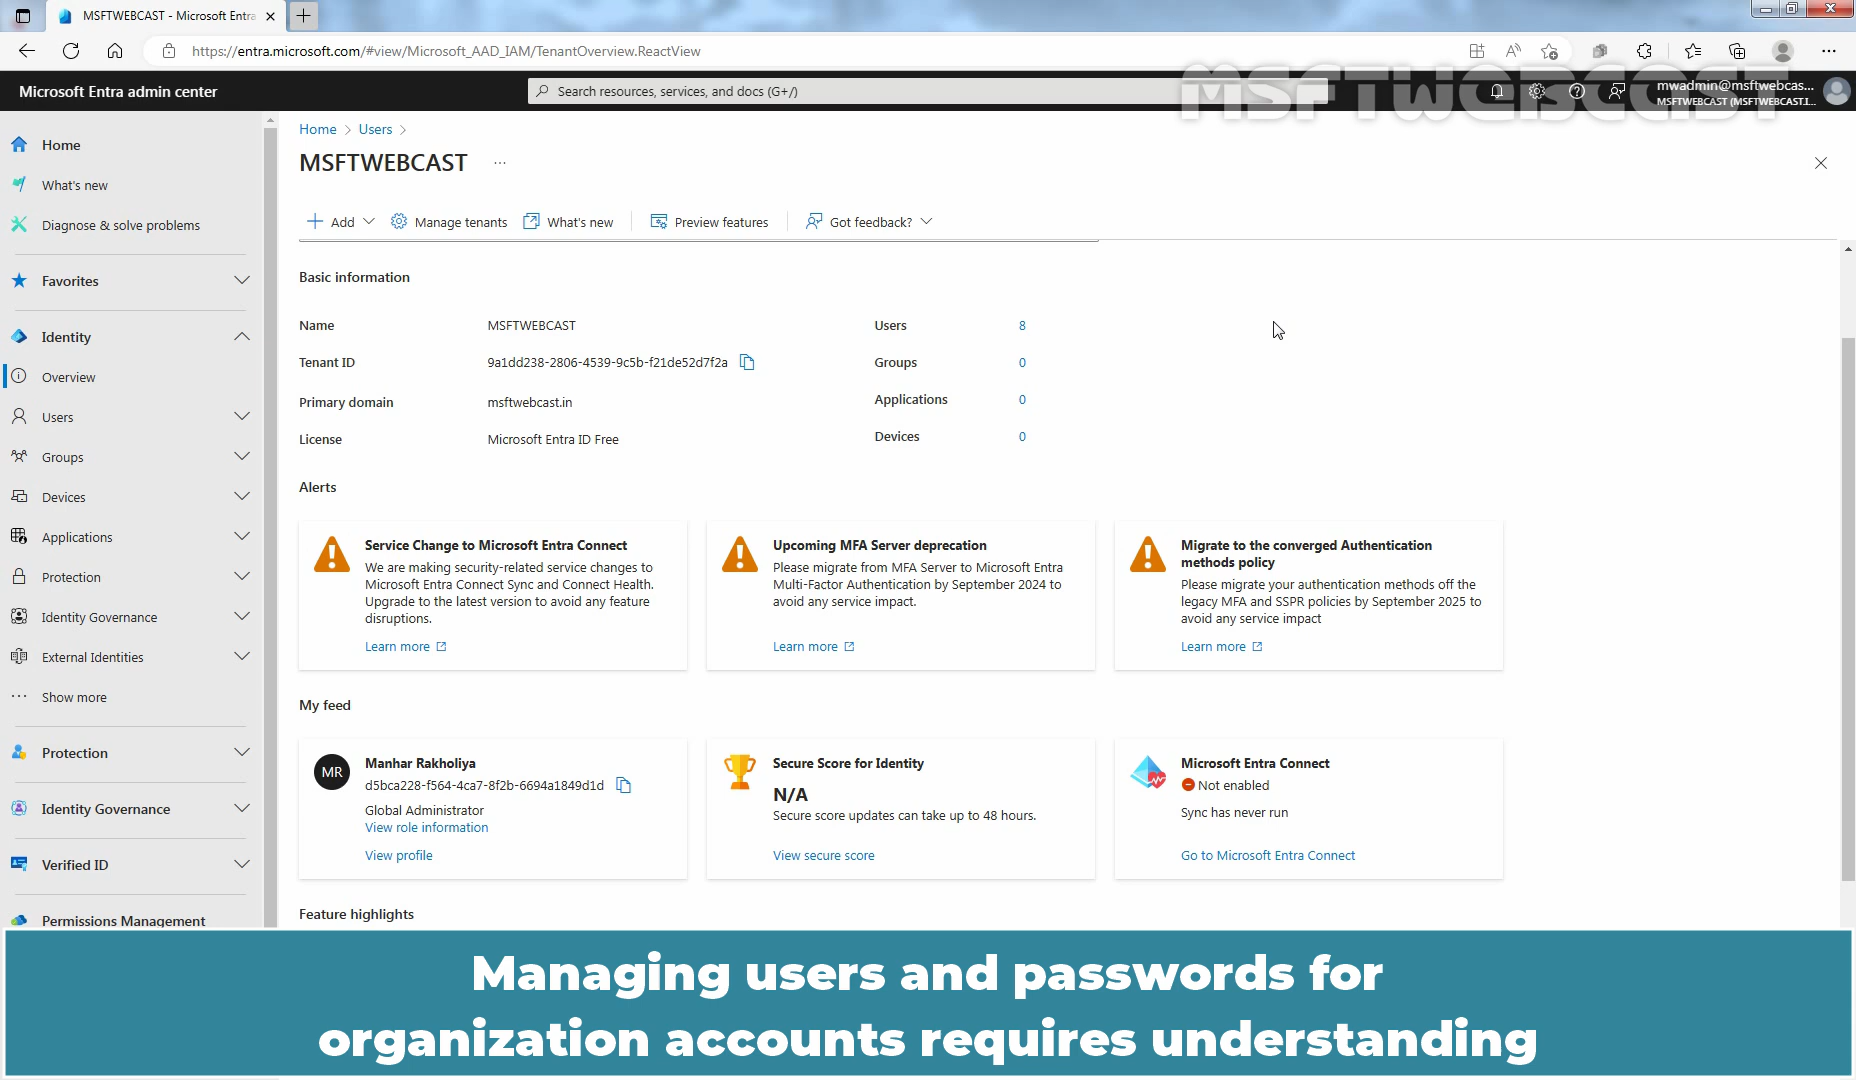 MSFTWEBCAST - Microsoft Entra
https://entra.microsoft.com/#view/Microsoft_AAD_IAM/TenantOverview.ReactView
MSFTWEBCAST
Microsoft Entra admin center
Search resources, services, and docs (G+/)
mwadmin@msftwebcas...
MSFTWEBCAST (MSFTWEBCAST.I...
Home
What's new
Diagnose & solve problems
Favorites
Identity
Overview
Users
Groups
Devices
Applications
Protection
Identity Governance
External Identities
Show more
Protection
Identity Governance
Verified ID
Permissions Management
Home > Users >
MSFTWEBCAST ...
Add
Manage tenants
What's new
Preview features
Got feedback?
Basic information
Name MSFTWEBCAST
Tenant ID 9a1dd238-2806-4539-9c5b-f21de52d7f2a
Primary domain msftwebcast.in
License Microsoft Entra ID Free
Users 8
Groups 0
Applications 0
Devices 0
Alerts
Service Change to Microsoft Entra Connect
We are making security-related service changes to
Microsoft Entra Connect Sync and Connect Health.
Upgrade to the latest version to avoid any feature
disruptions.
Learn more
Upcoming MFA Server deprecation
Please migrate from MFA Server to Microsoft Entra
Multi-Factor Authentication by September 2024 to
avoid any service impact.
Learn more
Migrate to the converged Authentication
methods policy
Please migrate your authentication methods off the
legacy MFA and SSPR policies by September 2025 to
avoid any service impact
Learn more
My feed
MR
Manhar Rakholiya
d5bca228-f564-4ca7-8f2b-6694a1849d1d
Global Administrator
View role information
View profile
Secure Score for Identity
N/A
Secure score updates can take up to 48 hours.
View secure score
Microsoft Entra Connect
Not enabled
Sync has never run
Go to Microsoft Entra Connect
Feature highlights
Managing users and passwords for
organization accounts requires understanding